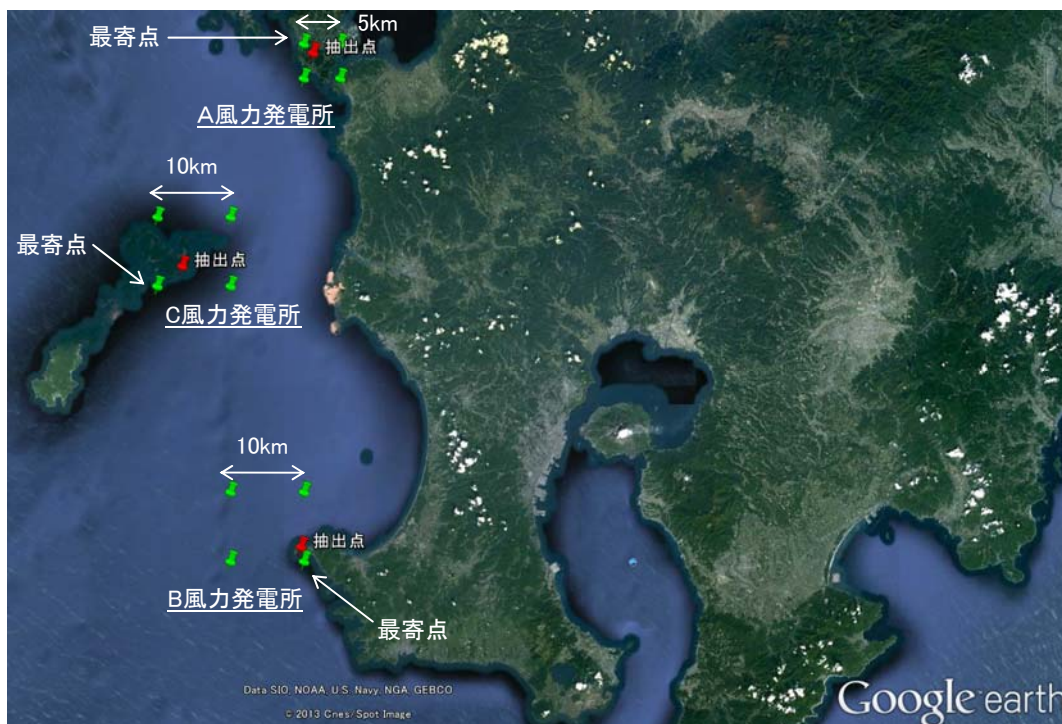 最寄点
5km
抽出点
A風力発電所
10km
最寄点
抽出点
C風力発電所
10km
抽出点
B風力発電所
最寄点
Data SIO, NOAA, U.S. Navy, NGA, GEBCO
© 2013 Cnes/Spot Image
Google earth